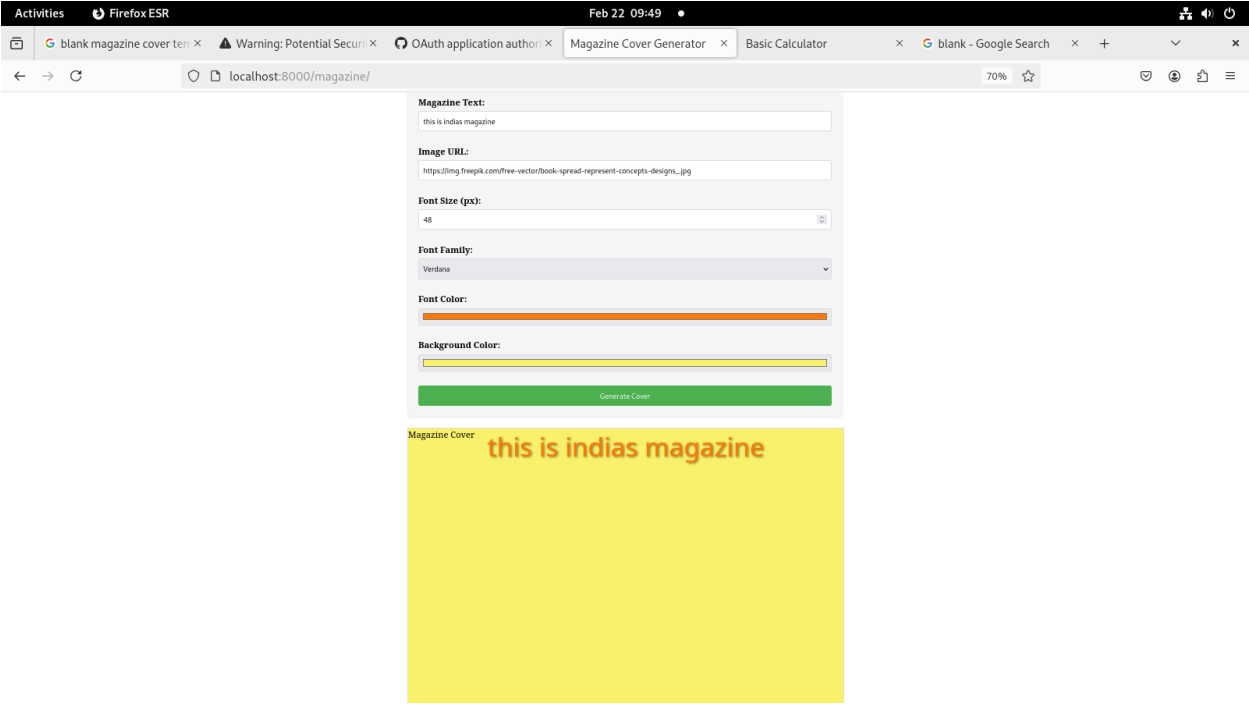 Activities
Firefox ESR
Feb 22 09:49
blank magazine cover tem
Warning: Potential Securi
OAuth application authori
Magazine Cover Generator
Basic Calculator
blank - Google Search
localhost:8000/magazine/
70%
Magazine Text:
this is indias magazine
Image URL:
https://img.freepik.com/free-vector/book-spread-represent-concepts-designs_.jpg
Font Size (px):
48
Font Family:
Verdana
Font Color:
Background Color:
Generate Cover
Magazine Cover
this is indias magazine